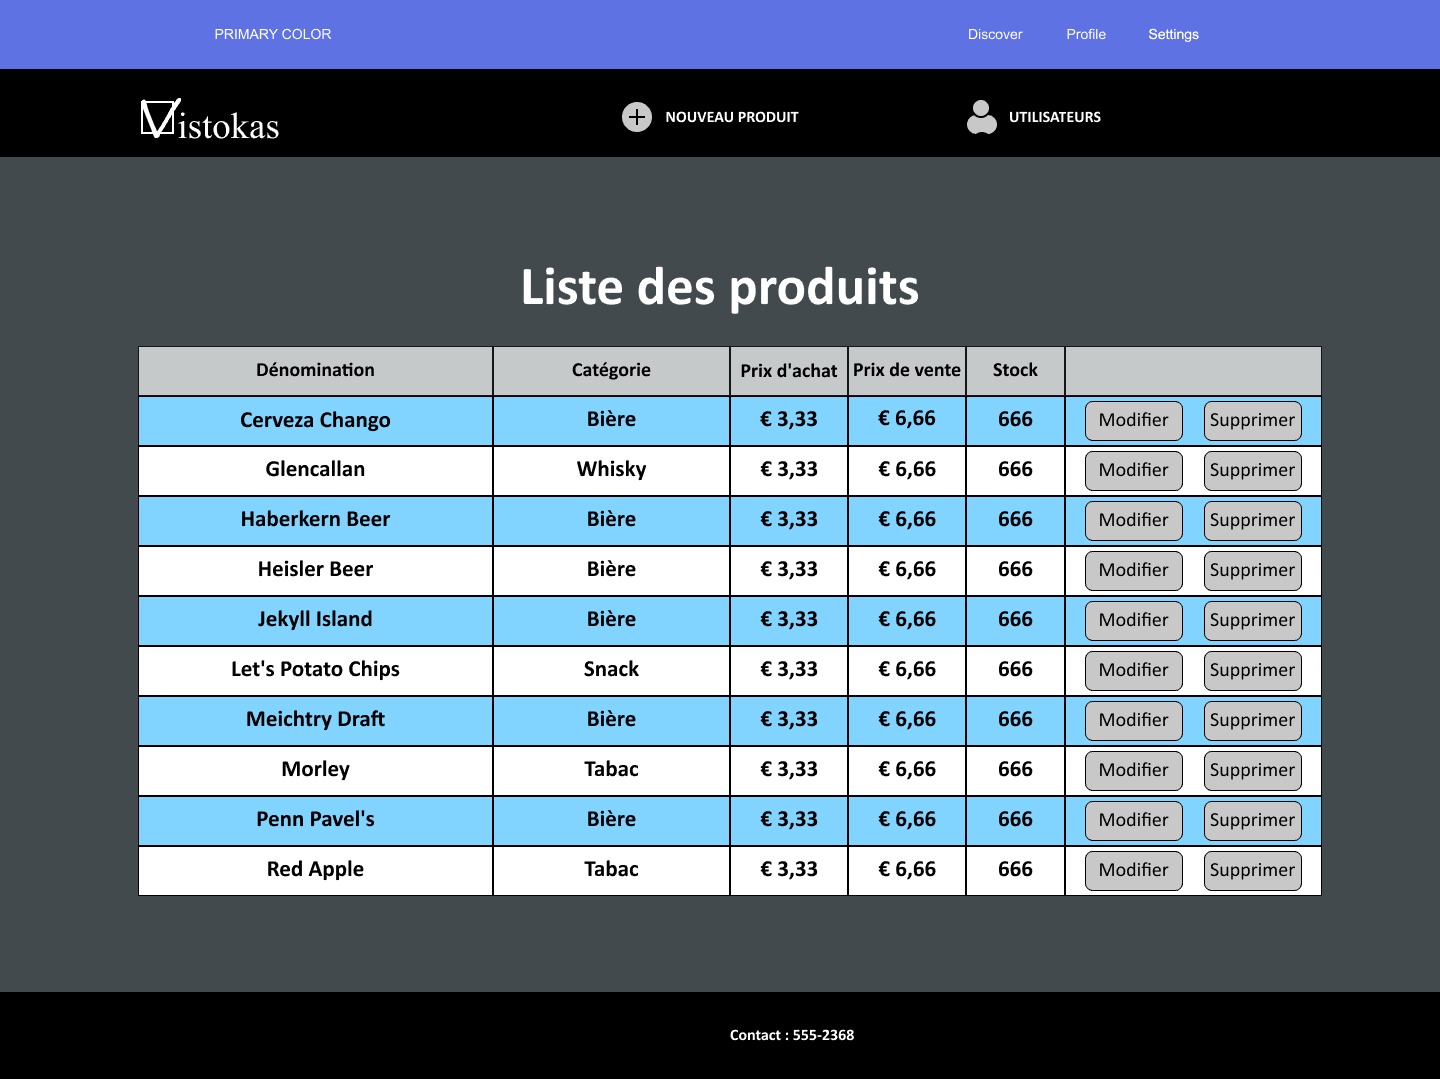 PRIMARY COLOR Discover Profile Settings
Vistokas NOUVEAU PRODUIT UTILISATEURS
Liste des produits
Dénomination Catégorie Prix d'achat Prix de vente Stock
Cerveza Chango Bière € 3,33 € 6,66 666 Modifier Supprimer
Glencallan Whisky € 3,33 € 6,66 666 Modifier Supprimer
Haberkern Beer Bière € 3,33 € 6,66 666 Modifier Supprimer
Heisler Beer Bière € 3,33 € 6,66 666 Modifier Supprimer
Jekyll Island Bière € 3,33 € 6,66 666 Modifier Supprimer
Let's Potato Chips Snack € 3,33 € 6,66 666 Modifier Supprimer
Meichtry Draft Bière € 3,33 € 6,66 666 Modifier Supprimer
Morley Tabac € 3,33 € 6,66 666 Modifier Supprimer
Penn Pavel's Bière € 3,33 € 6,66 666 Modifier Supprimer
Red Apple Tabac € 3,33 € 6,66 666 Modifier Supprimer
Contact : 555-2368